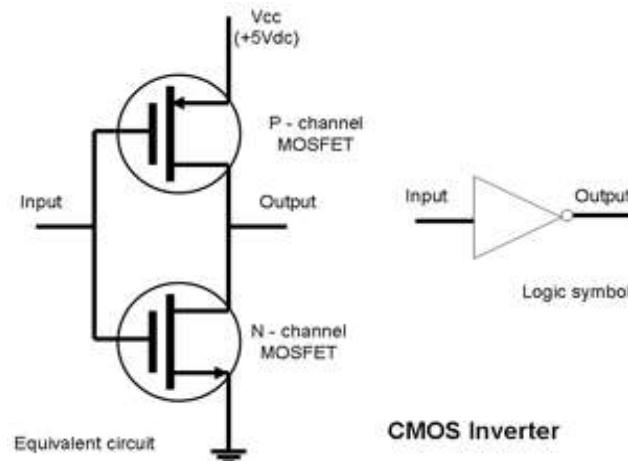 Vcc
(+5Vdc)
P - channel
MOSFET
Input
Output
N - channel
MOSFET
Equivalent circuit
Input
Output
Logic symbol
CMOS Inverter